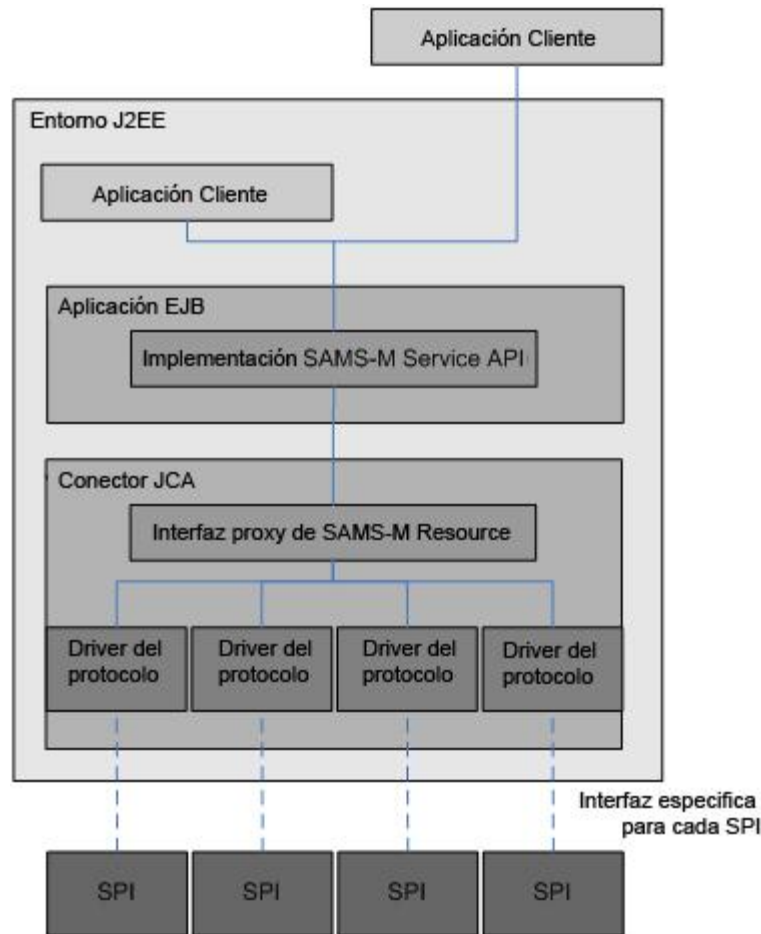 Aplicación Cliente
Entorno J2EE
Aplicación Cliente
Aplicación EJB
Implementación SAMS-M Service API
Conector JCA
Interfaz proxy de SAMS-M Resource
Driver del
protocolo
Driver del
protocolo
Driver del
protocolo
Driver del
protocolo
Interfaz especifica
para cada SPI
SPI
SPI
SPI
SPI